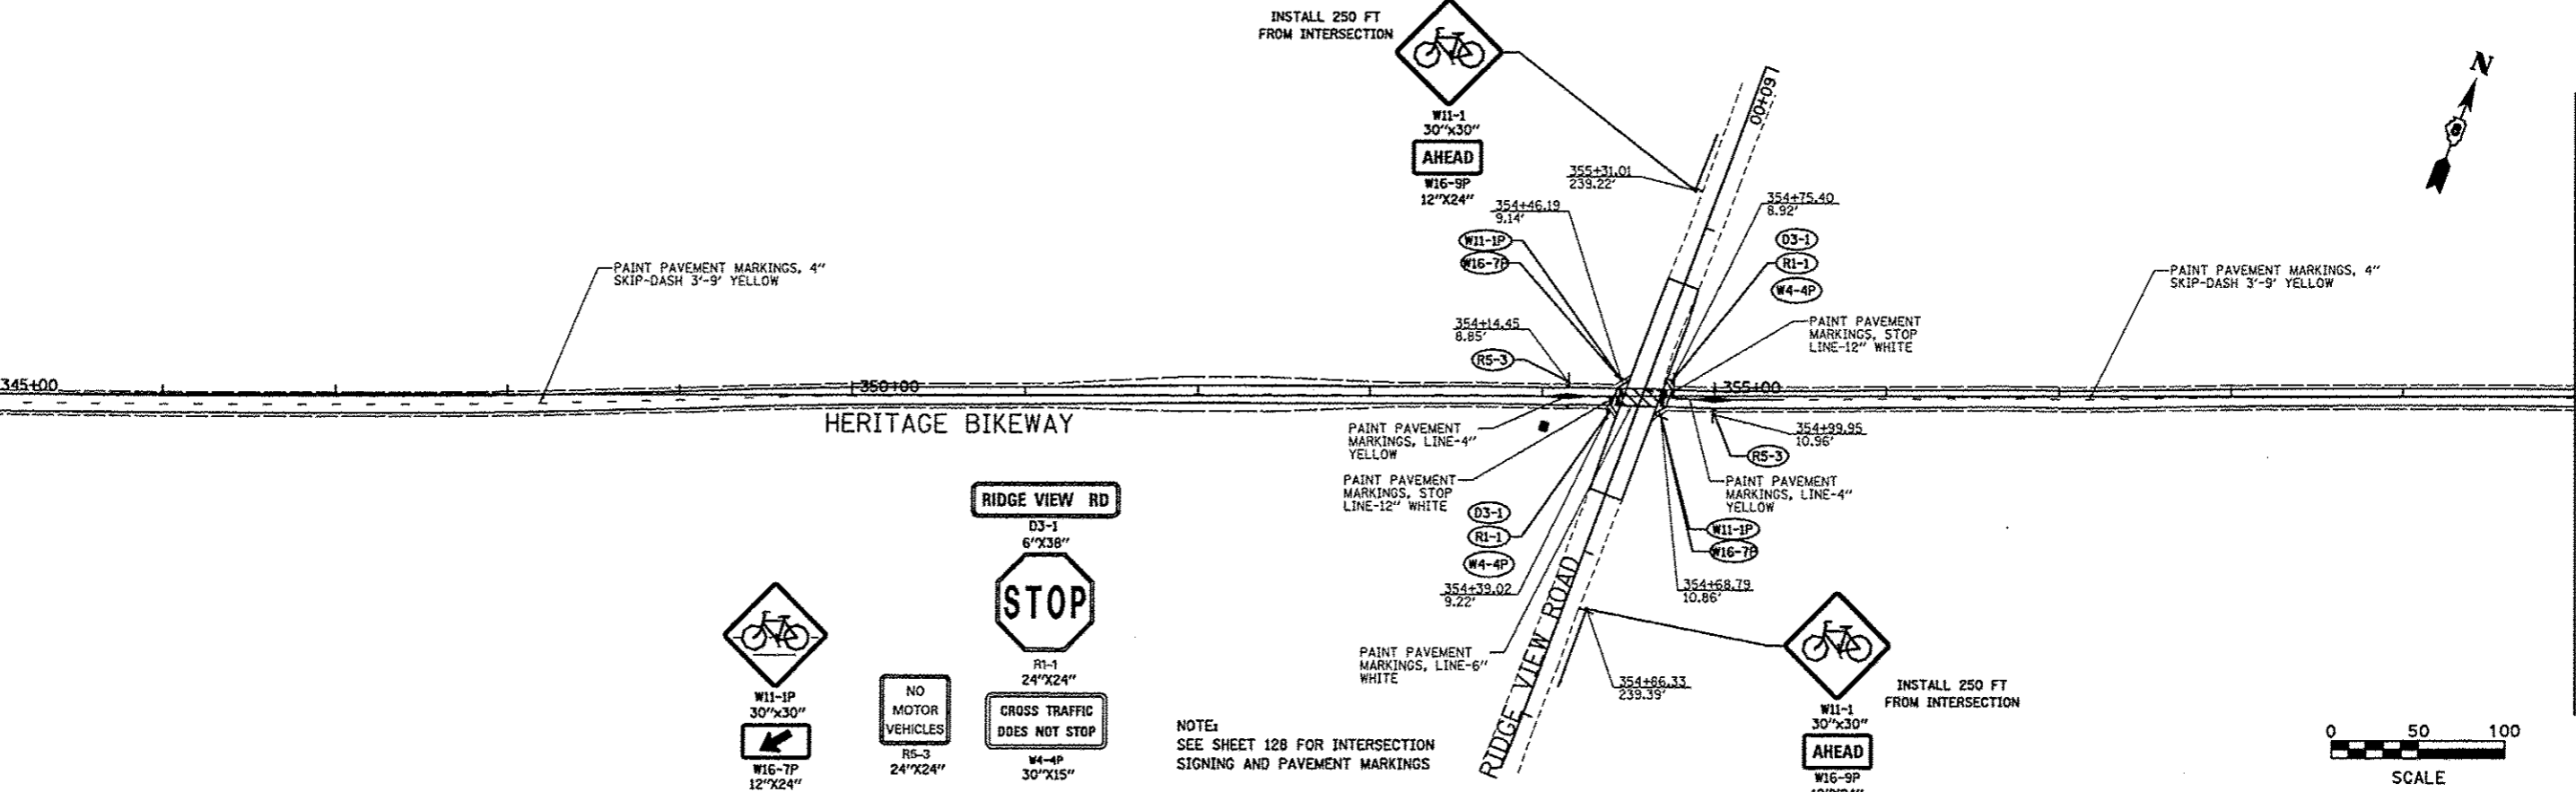 INSTALL 250 FT
FROM INTERSECTION
W11-1
30"x30"
AHEAD
W16-9P
12"X24"
N
60+00
355+31.01
239.22'
354+46.19
9.14'
W11-1P
W16-7P
354+75.40
8.92'
D3-1
R1-1
W4-4P
PAINT PAVEMENT MARKINGS, 4"
SKIP-DASH 3'-9' YELLOW
PAINT PAVEMENT MARKINGS, 4"
SKIP-DASH 3'-9' YELLOW
354+14.45
8.85'
R5-3
PAINT PAVEMENT
MARKINGS, STOP
LINE-12" WHITE
345+00
350+00
355+00
HERITAGE BIKEWAY
PAINT PAVEMENT
MARKINGS, LINE-4"
YELLOW
354+99.95
10.96'
R5-3
PAINT PAVEMENT
MARKINGS, STOP
LINE-12" WHITE
PAINT PAVEMENT
MARKINGS, LINE-4"
YELLOW
D3-1
R1-1
W4-4P
354+39.02
9.22'
W11-1P
W16-7P
354+68.79
10.86'
RIDGE VIEW RD
D3-1
6"X38"
STOP
R1-1
24"X24"
CROSS TRAFFIC
DOES NOT STOP
W4-4P
30"X15"
W11-1P
30"x30"
W16-7P
12"X24"
NO
MOTOR
VEHICLES
R5-3
24"X24"
PAINT PAVEMENT
MARKINGS, LINE-6"
WHITE
RIDGE VIEW ROAD
354+86.33
239.39'
NOTE:
SEE SHEET 128 FOR INTERSECTION
SIGNING AND PAVEMENT MARKINGS
INSTALL 250 FT
FROM INTERSECTION
W11-1
30"x30"
AHEAD
W16-9P
0 50 100
SCALE